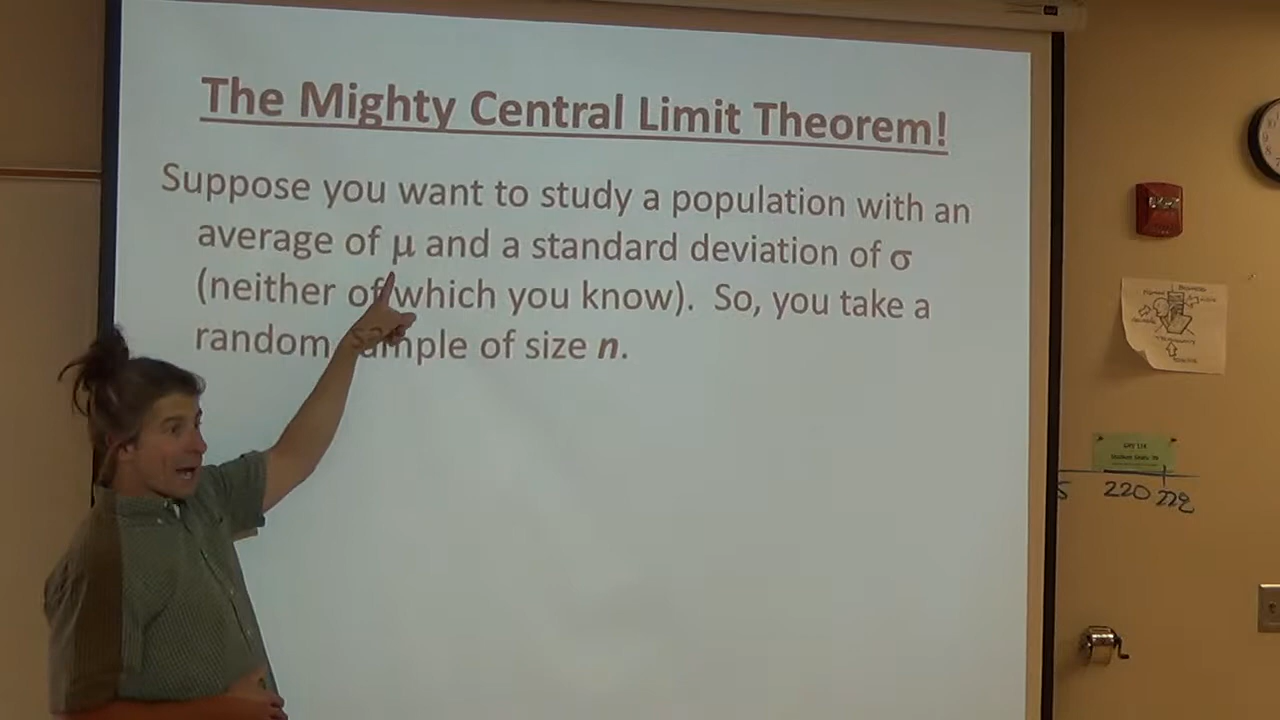 The Mighty Central Limit Theorem!
Suppose you want to study a population with an
average of μ and a standard deviation of σ
(neither of which you know). So, you take a
random sample of size n.
220 228